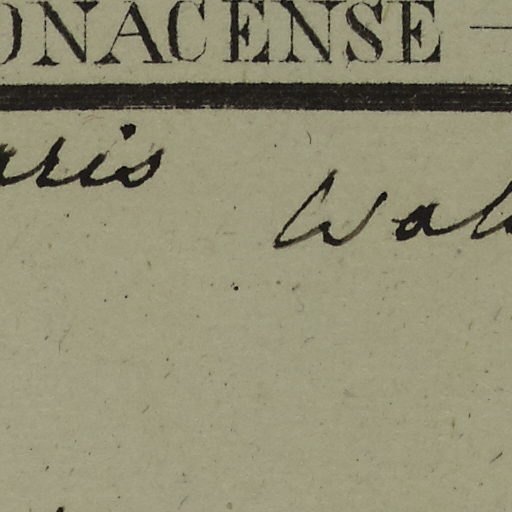 ONACENSE —
aris Wal